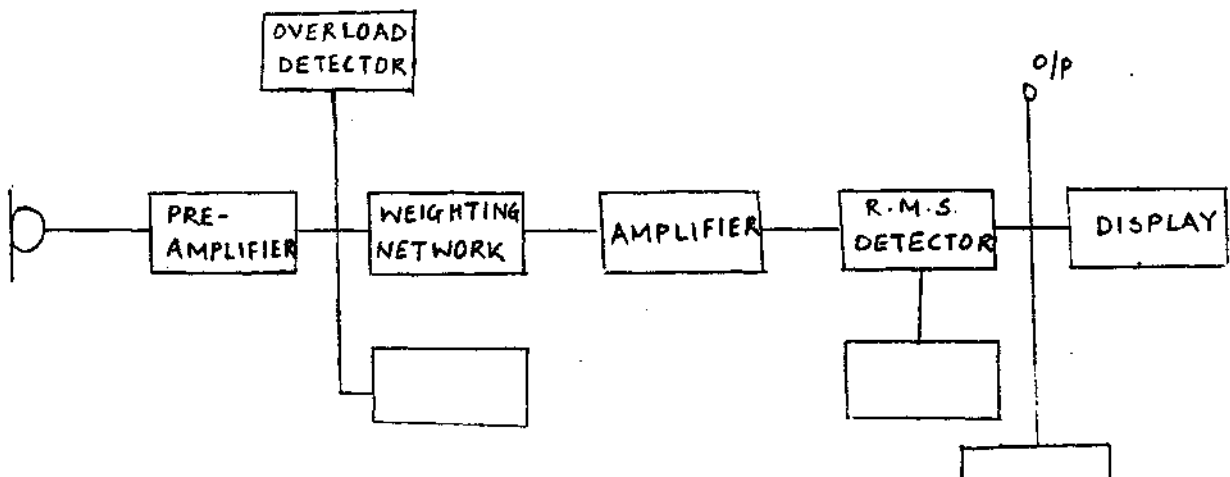 OVERLOAD
DETECTOR
O/P
PRE-
AMPLIFIER
WEIGHTING
NETWORK
AMPLIFIER
R.M.S.
DETECTOR
DISPLAY